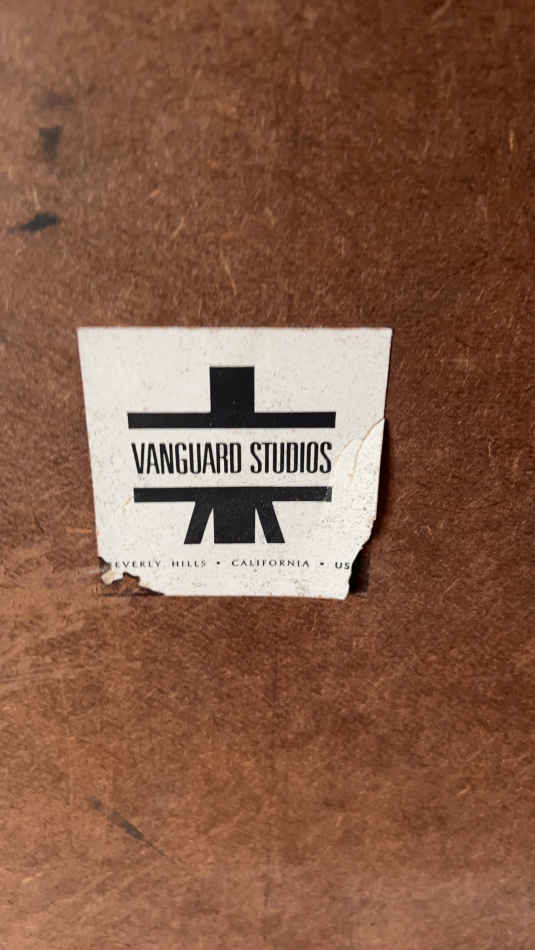 VANGUARD STUDIOS
EVERLY HILLS • CALIFORNIA • US